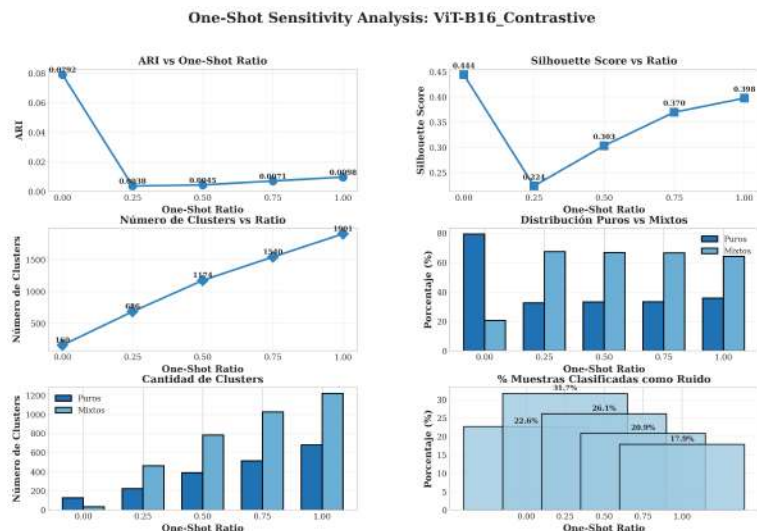 One-Shot Sensitivity Analysis: ViT-B16_Contrastive
ARI vs One-Shot Ratio
0.08
0.06
0.04
0.02
0.00
ARI
0.0792
0.0038
0.0045
0.0071
0.0098
0.00 0.25 0.50 0.75 1.00
One-Shot Ratio
Silhouette Score vs Ratio
0.45
0.40
0.35
0.30
0.25
Silhouette Score
0.444
0.224
0.303
0.370
0.398
0.00 0.25 0.50 0.75 1.00
One-Shot Ratio
Número de Clusters vs Ratio
1500
1000
500
Número de Clusters
160
686
1174
1540
1901
0.00 0.25 0.50 0.75 1.00
One-Shot Ratio
Distribución Puros vs Mixtos
80
60
40
20
0
Porcentaje (%)
Puros
Mixtos
0.00 0.25 0.50 0.75 1.00
One-Shot Ratio
Cantidad de Clusters
1200
1000
800
600
400
200
0
Número de Clusters
Puros
Mixtos
0.00 0.25 0.50 0.75 1.00
One-Shot Ratio
% Muestras Clasificadas como Ruido
30
25
20
15
10
5
0
Porcentaje (%)
22.6%
31.7%
26.1%
20.9%
17.9%
0.00 0.25 0.50 0.75 1.00
One-Shot Ratio